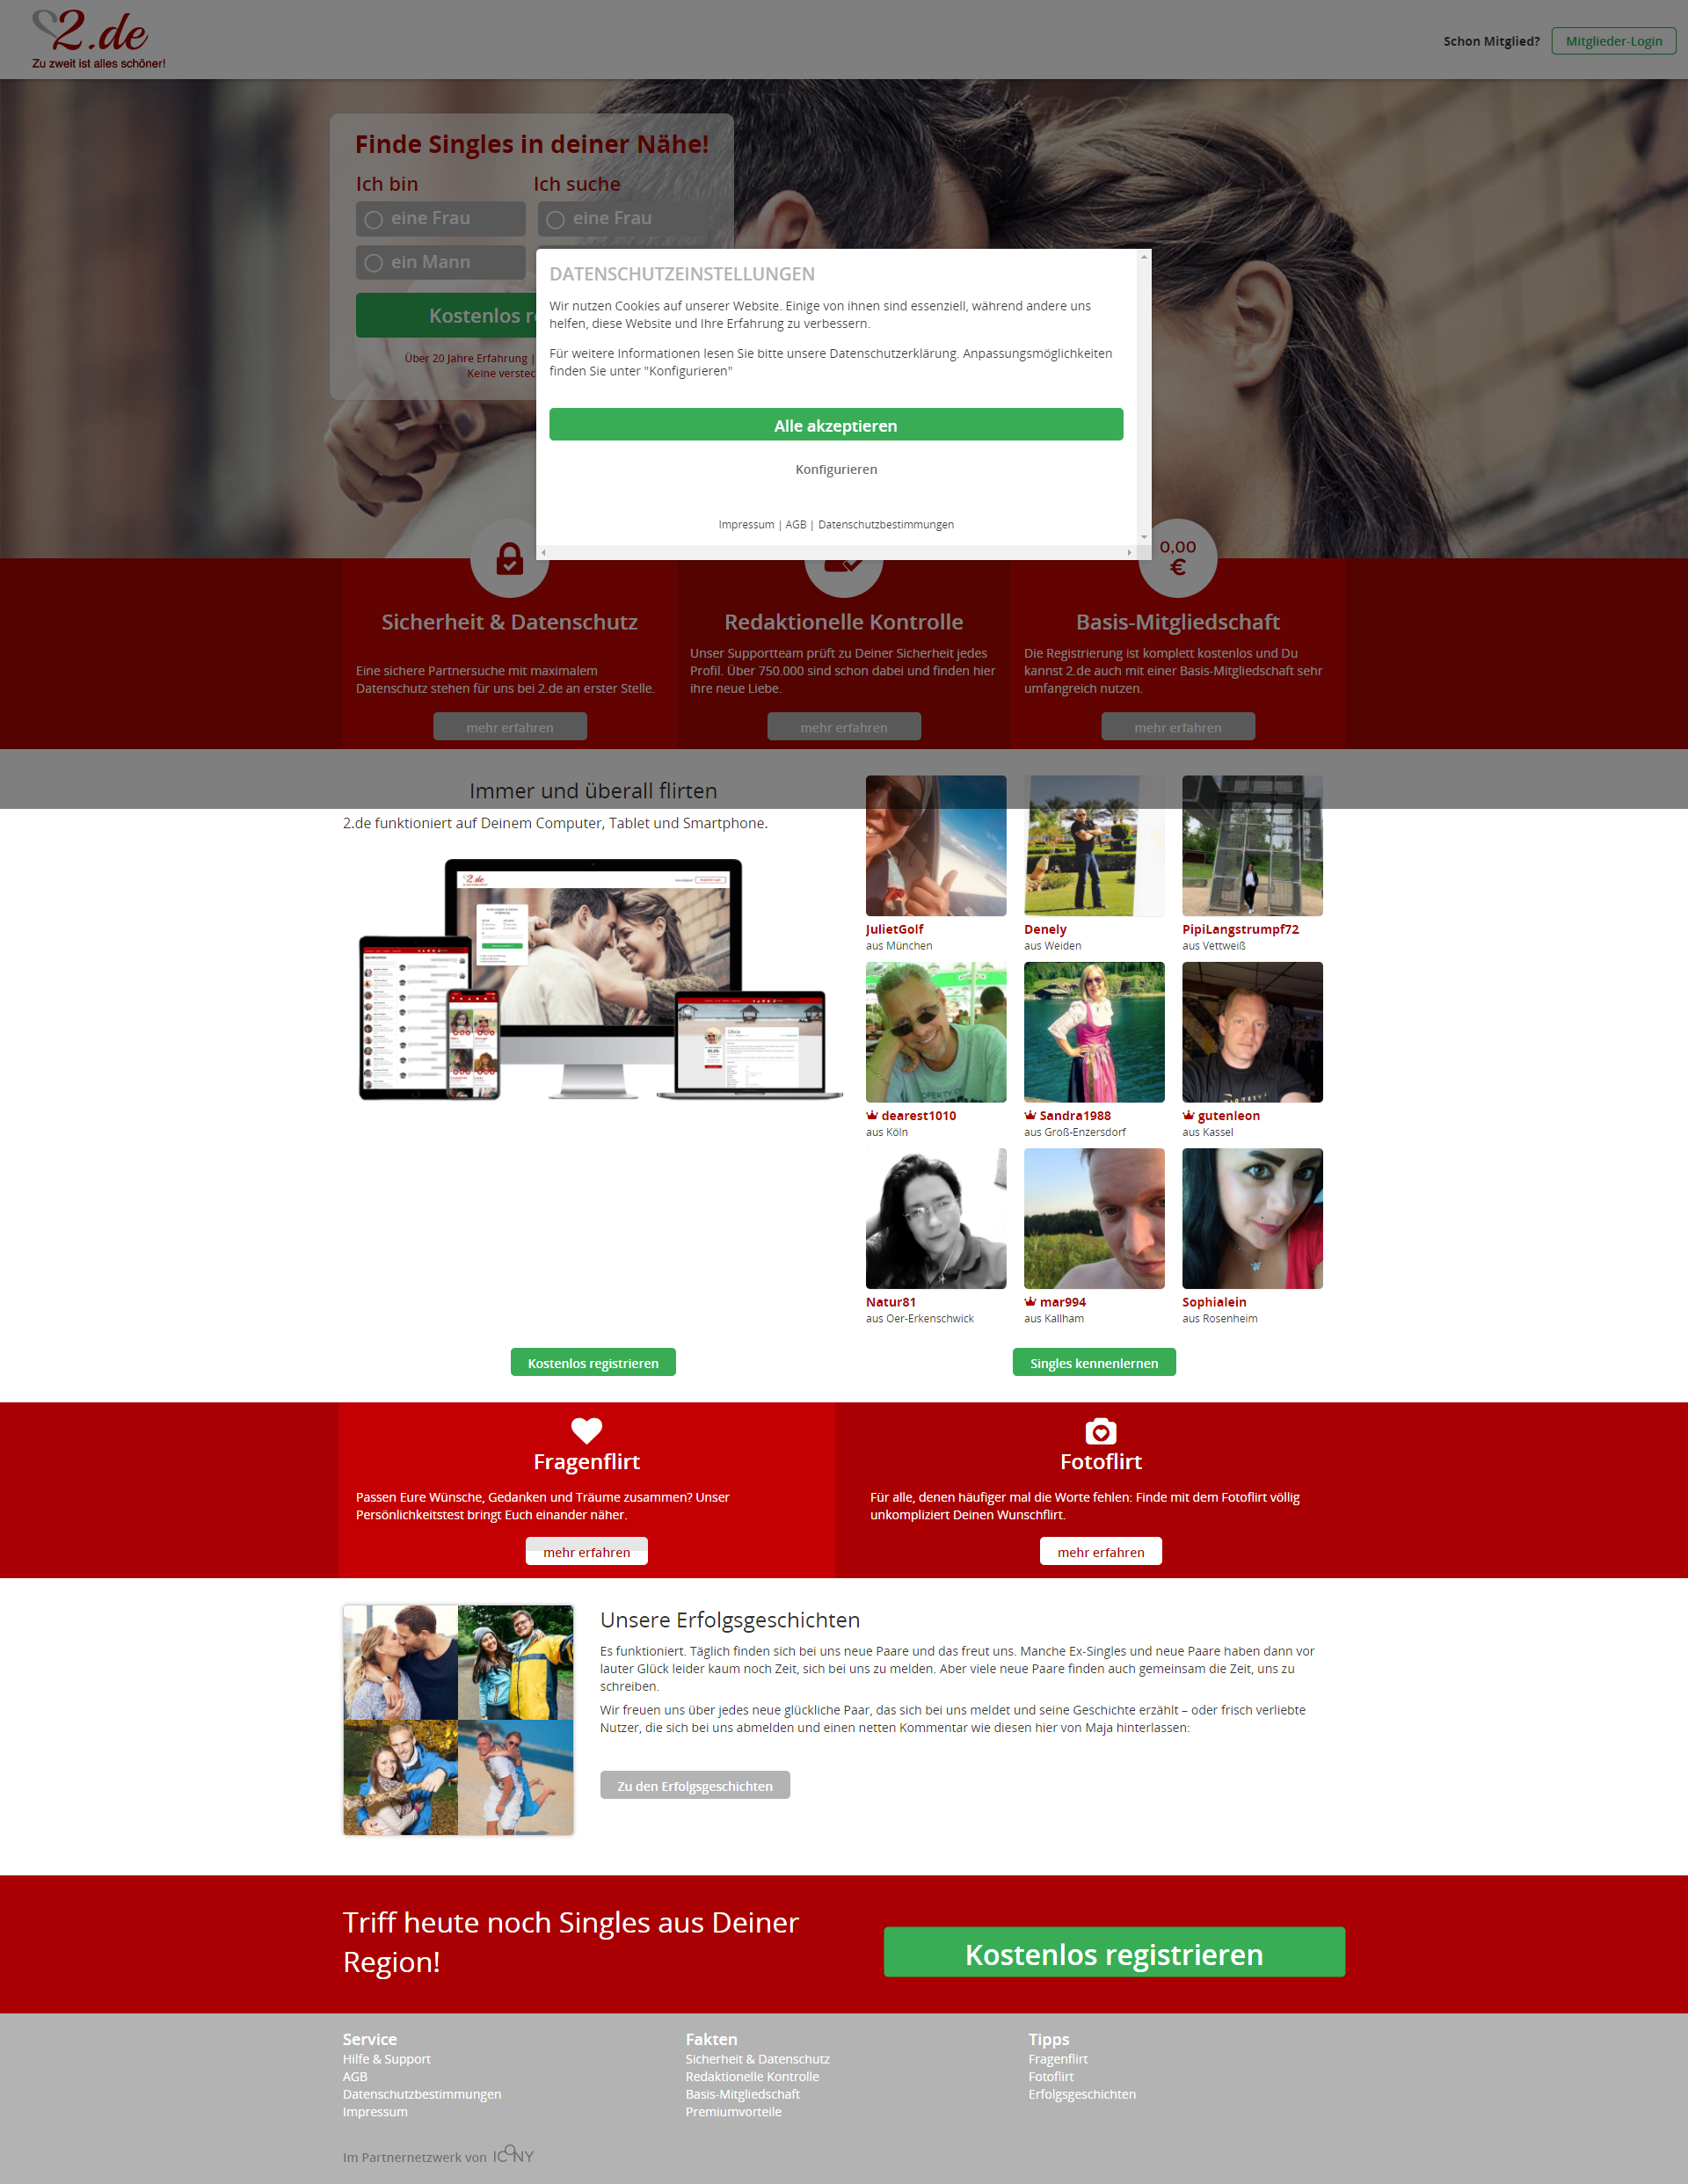 2.de
Zu zweit ist alles schöner!
Schon Mitglied?
Mitglieder-Login
Finde Singles in deiner Nähe!
Ich bin
Ich suche
eine Frau
eine Frau
ein Mann
Kostenlos
Über 20 Jahre Erfahrung |
Keine
DATENSCHUTZEINSTELLUNGEN
Wir nutzen Cookies auf unserer Website. Einige von ihnen sind essenziell, während andere uns
helfen, diese Website und Ihre Erfahrung zu verbessern.
Für weitere Informationen lesen Sie bitte unsere Datenschutzerklärung. Anpassungsmöglichkeiten
finden Sie unter "Konfigurieren"
Alle akzeptieren
Konfigurieren
Impressum | AGB | Datenschutzbestimmungen
0,00
€
Sicherheit & Datenschutz
Eine sichere Partnersuche mit maximalem
Datenschutz stehen für uns bei 2.de an erster Stelle.
mehr erfahren
Redaktionelle Kontrolle
Unser Supportteam prüft zu Deiner Sicherheit jedes
Profil. Über 750.000 sind schon dabei und finden hier
ihre neue Liebe.
mehr erfahren
Basis-Mitgliedschaft
Die Registrierung ist komplett kostenlos und Du
kannst 2.de auch mit einer Basis-Mitgliedschaft sehr
umfangreich nutzen.
mehr erfahren
Immer und überall flirten
2.de funktioniert auf Deinem Computer, Tablet und Smartphone.
2.de
JulietGolf
aus München
Denely
aus Weiden
PipiLangstrumpf72
aus Vettweiß
dearest1010
aus Köln
Sandra1988
aus Groß-Enzersdorf
gutenleon
aus Kassel
Natur81
aus Oer-Erkenschwick
mar994
aus Kallham
Sophialein
aus Rosenheim
Kostenlos registrieren
Singles kennenlernen
Fragenflirt
Passen Eure Wünsche, Gedanken und Träume zusammen? Unser
Persönlichkeitstest bringt Euch einander näher.
mehr erfahren
Fotoflirt
Für alle, denen häufiger mal die Worte fehlen: Finde mit dem Fotoflirt völlig
unkompliziert Deinen Wunschflirt.
mehr erfahren
Unsere Erfolgsgeschichten
Es funktioniert. Täglich finden sich bei uns neue Paare und das freut uns. Manche Ex-Singles und neue Paare haben dann vor
lauter Glück leider kaum noch Zeit, sich bei uns zu melden. Aber viele neue Paare finden auch gemeinsam die Zeit, uns zu
schreiben.
Wir freuen uns über jedes neue glückliche Paar, das sich bei uns meldet und seine Geschichte erzählt – oder frisch verliebte
Nutzer, die sich bei uns abmelden und einen netten Kommentar wie diesen hier von Maja hinterlassen:
Zu den Erfolgsgeschichten
Triff heute noch Singles aus Deiner
Region!
Kostenlos registrieren
Service
Hilfe & Support
AGB
Datenschutzbestimmungen
Impressum
Fakten
Sicherheit & Datenschutz
Redaktionelle Kontrolle
Basis-Mitgliedschaft
Premiumvorteile
Tipps
Fragenflirt
Fotoflirt
Erfolgsgeschichten
Im Partnernetzwerk von ICONY